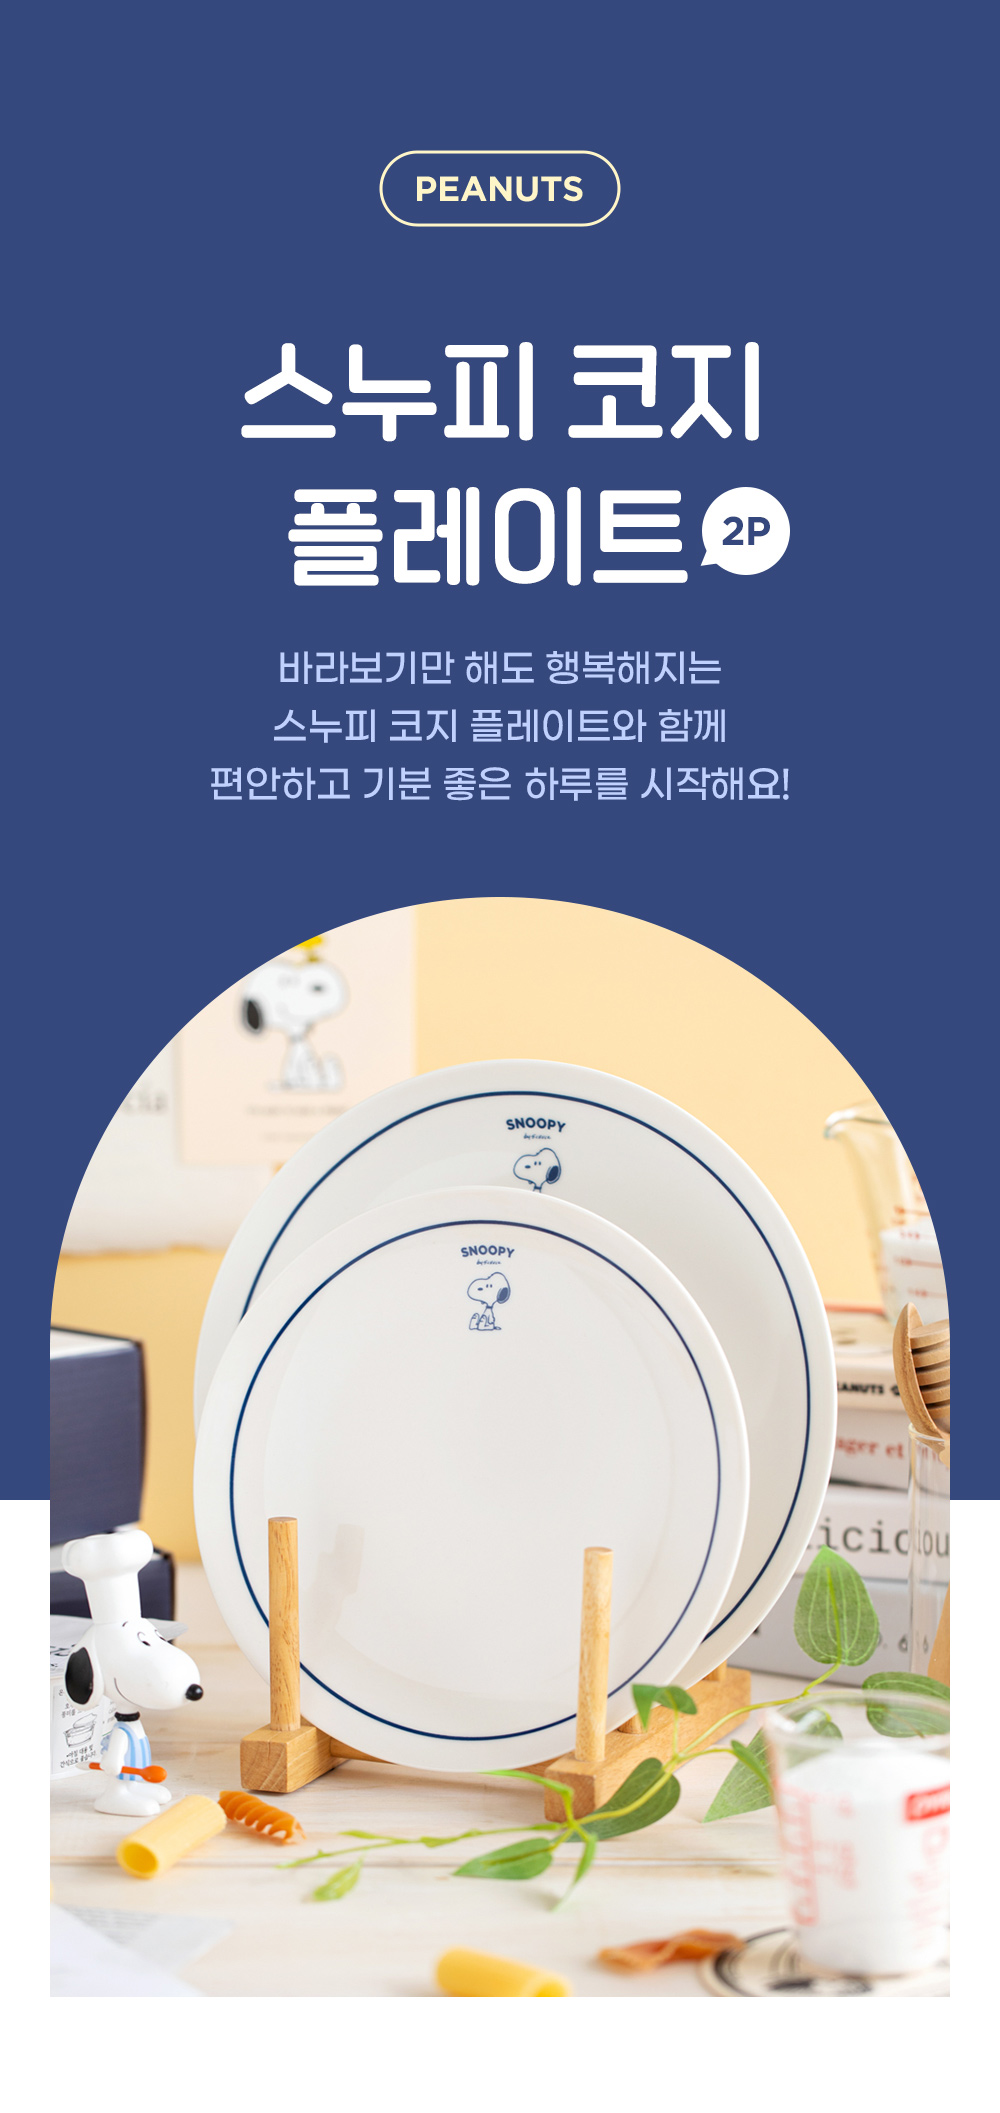 PEANUTS
스누피 코지
플레이트 2P
바라보기만 해도 행복해지는
스누피 코지 플레이트와 함께
편안하고 기분 좋은 하루를 시작해요!
SNOOPY
SNOOPY